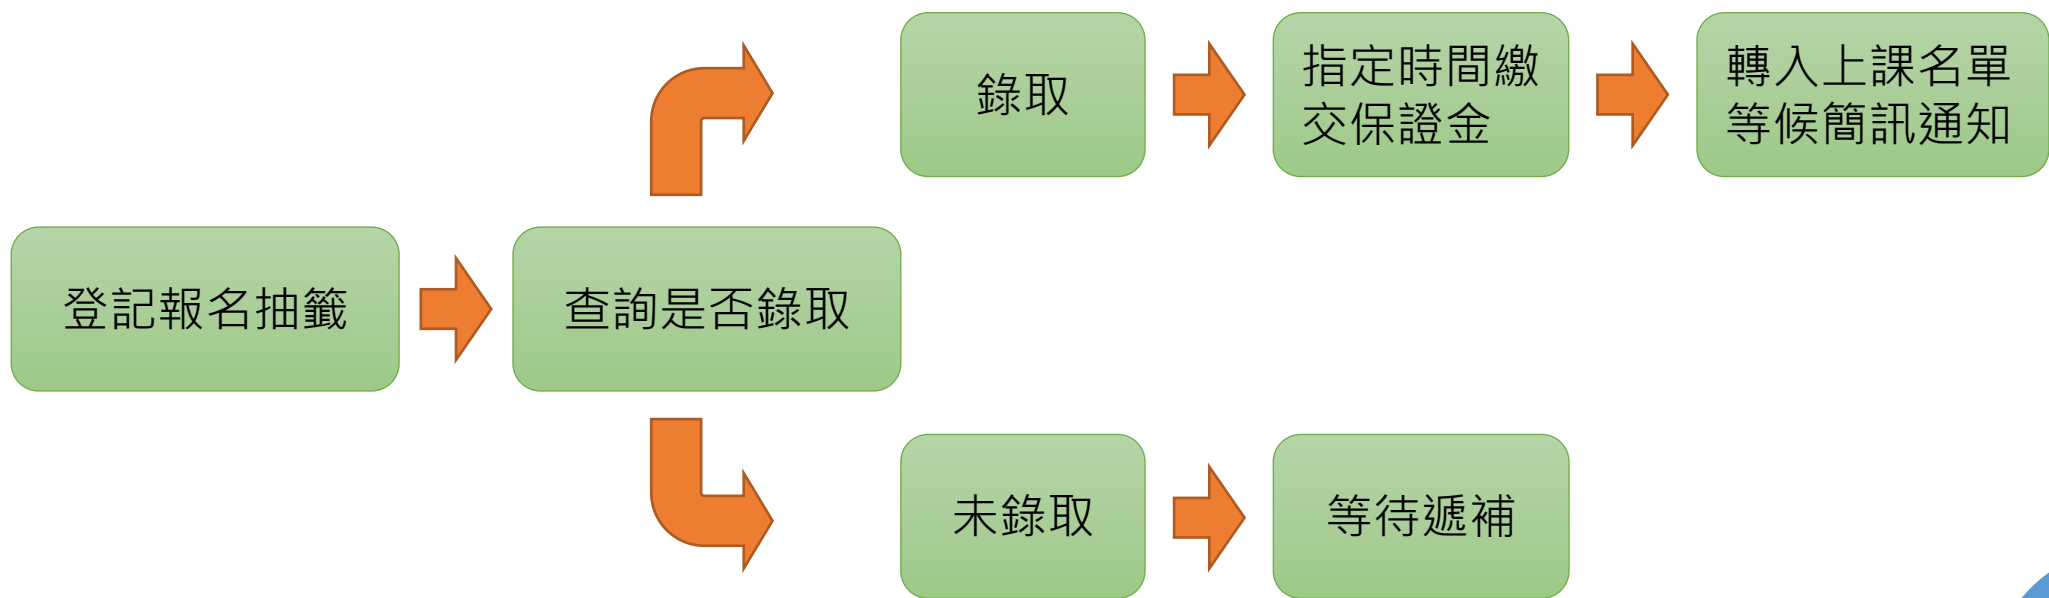 登記報名抽籤
查詢是否錄取
錄取
指定時間繳
交保證金
轉入上課名單
等候簡訊通知
未錄取
等待遞補